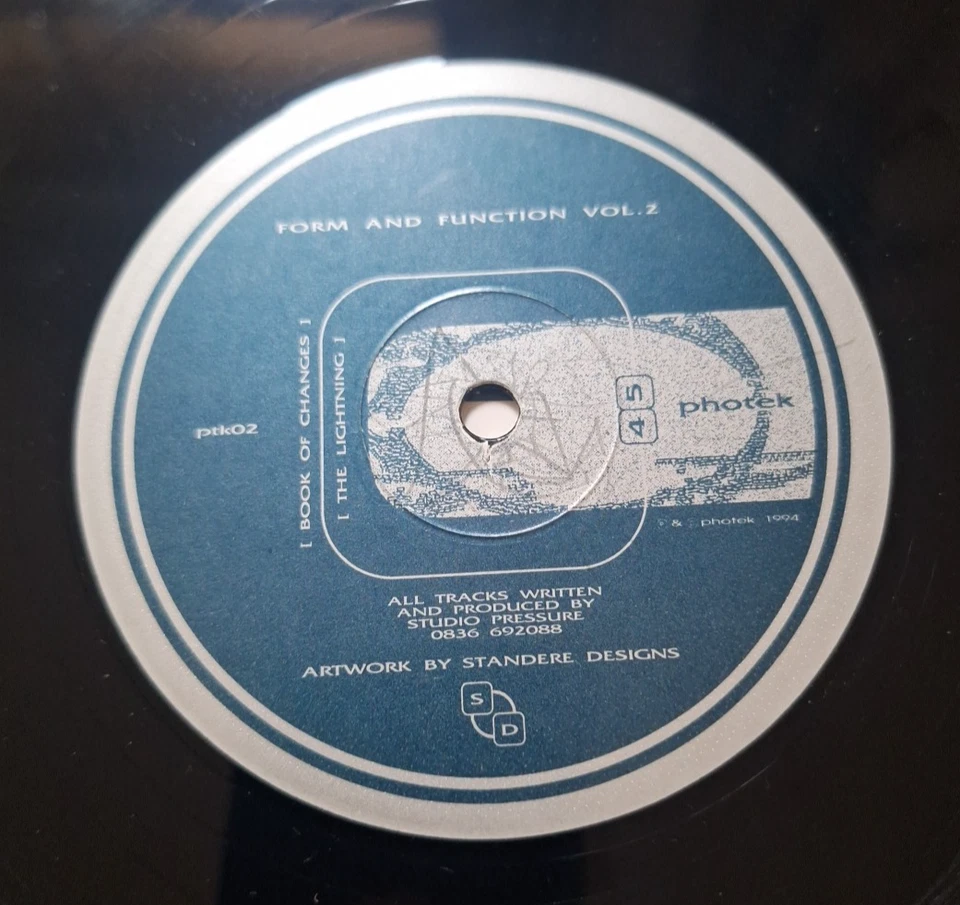 FORM AND FUNCTION VOL.2
[ BOOK OF CHANGES ]
[ THE LIGHTNING ]
ptk02
45
photek
℗ & © photek 1994
ALL TRACKS WRITTEN
AND PRODUCED BY
STUDIO PRESSURE
0836 692088
ARTWORK BY STANDERE DESIGNS
S
D